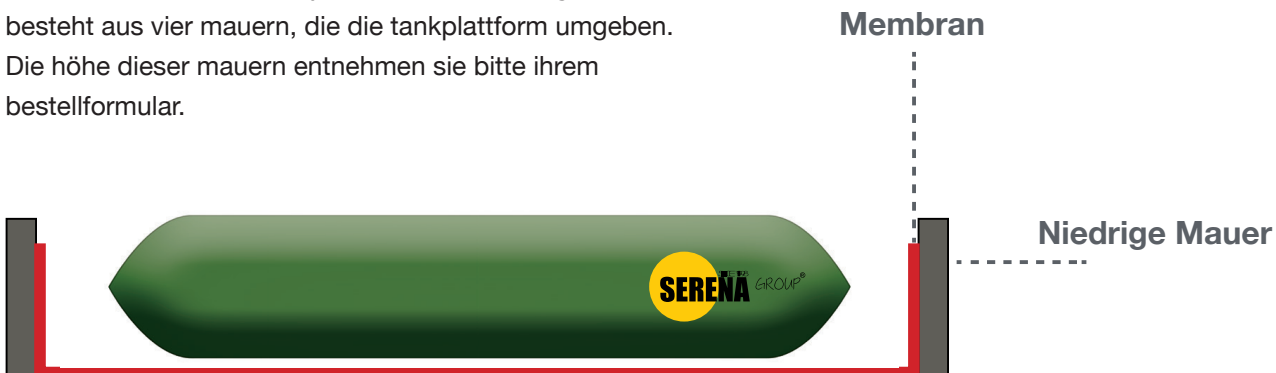 besteht aus vier mauern, die die tankplattform umgeben.
Die höhe dieser mauern entnehmen sie bitte ihrem
bestellformular.
Membran
Niedrige Mauer
SERENA GROUP®